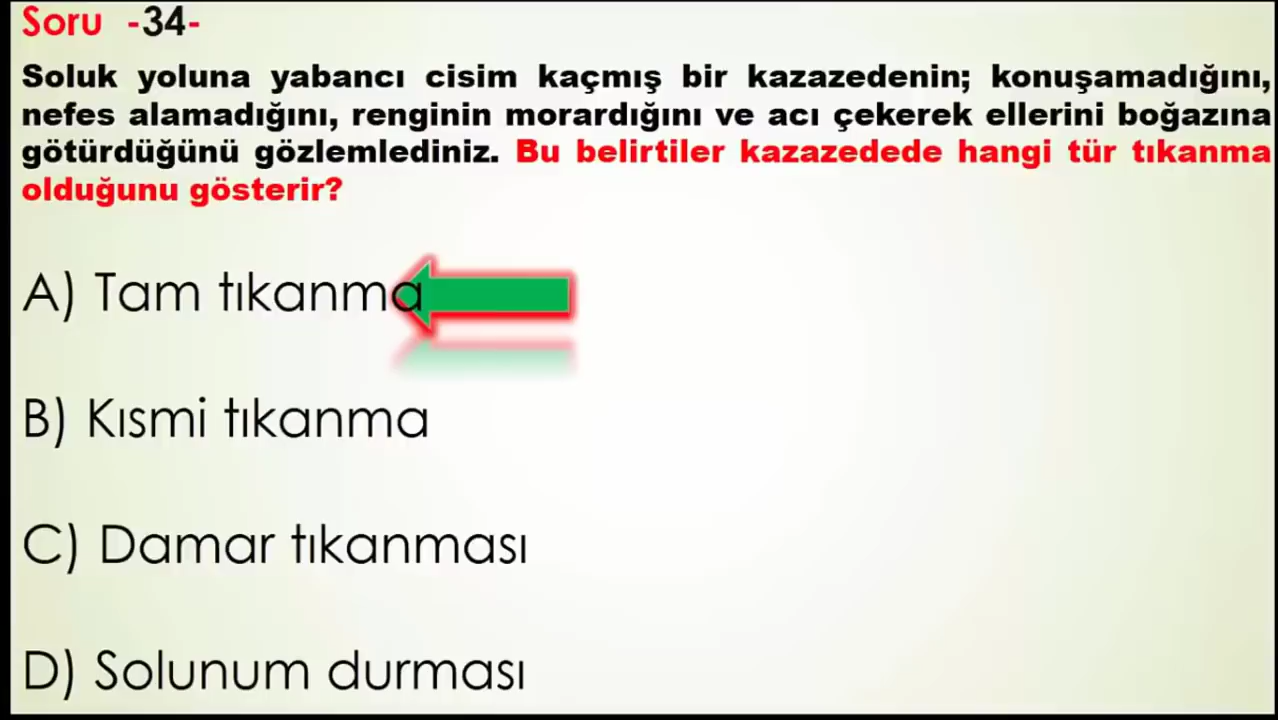 Soru -34-
Soluk yoluna yabancı cisim kaçmış bir kazazedenin; konuşamadığını,
nefes alamadığını, renginin morardığını ve acı çekerek ellerini boğazına
götürdüğünü gözlemlediniz. Bu belirtiler kazazedede hangi tür tıkanma
olduğunu gösterir?
A) Tam tıkanma
B) Kısmi tıkanma
C) Damar tıkanması
D) Solunum durması